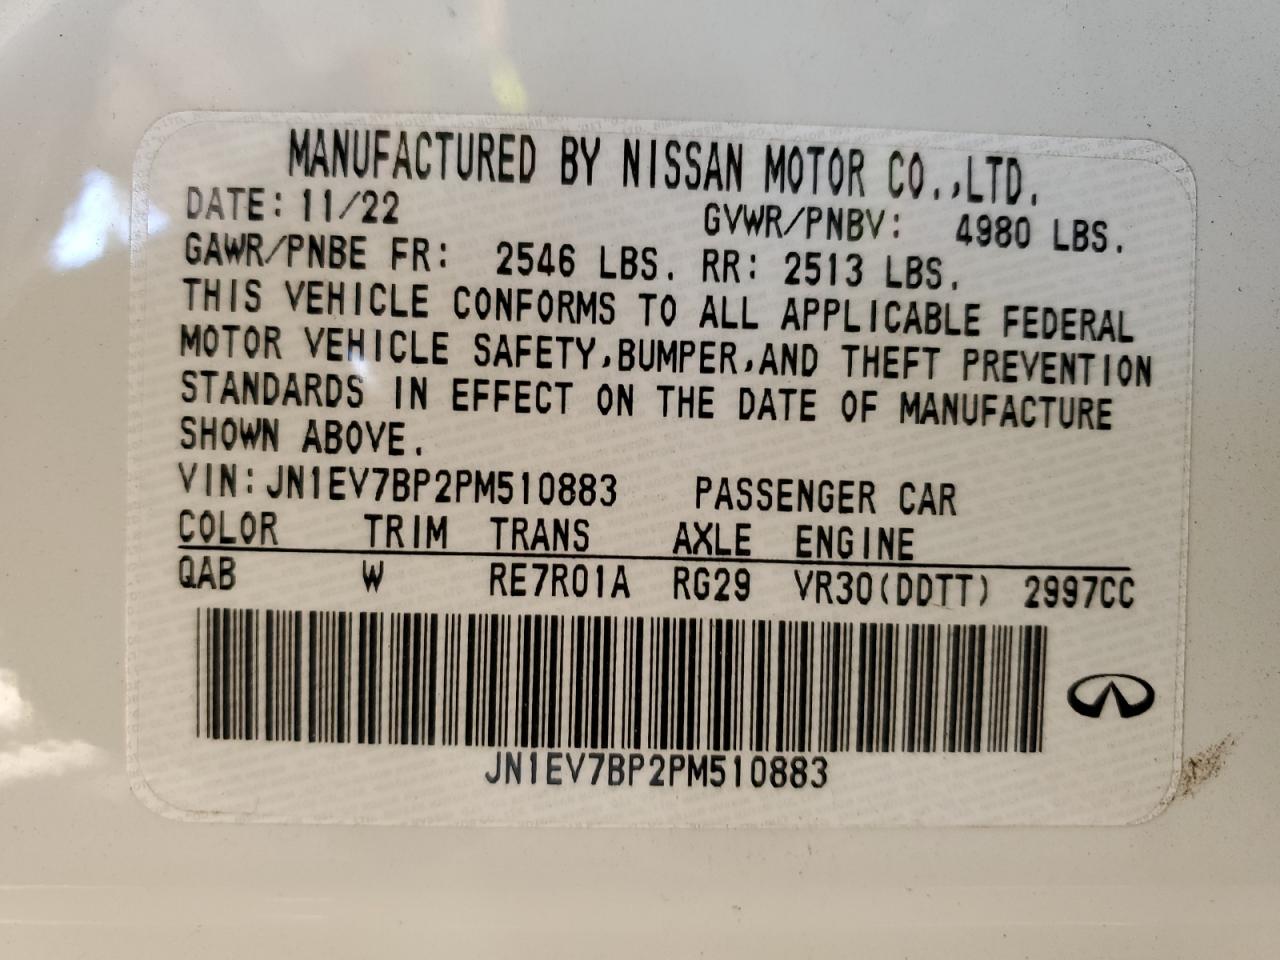 MANUFACTURED BY NISSAN MOTOR CO.,LTD.
DATE: 11/22 GVWR/PNBV: 4980 LBS.
GAWR/PNBE FR: 2546 LBS. RR: 2513 LBS.
THIS VEHICLE CONFORMS TO ALL APPLICABLE FEDERAL
MOTOR VEHICLE SAFETY,BUMPER,AND THEFT PREVENTION
STANDARDS IN EFFECT ON THE DATE OF MANUFACTURE
SHOWN ABOVE.
VIN:JN1EV7BP2PM510883 PASSENGER CAR
COLOR TRIM TRANS AXLE ENGINE
QAB W RE7R01A RG29 VR30(DDTT) 2997CC
JN1EV7BP2PM510883